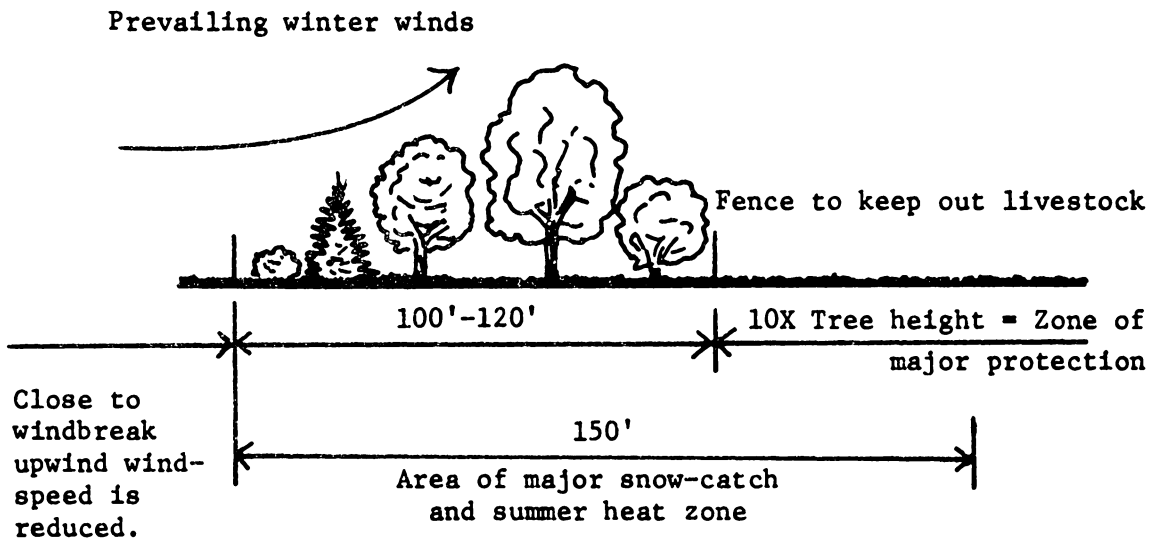 Prevailing winter winds
Fence to keep out livestock
100'-120'
10X Tree height = Zone of
major protection
Close to
windbreak
upwind wind-
speed is
reduced.
150'
Area of major snow-catch
and summer heat zone